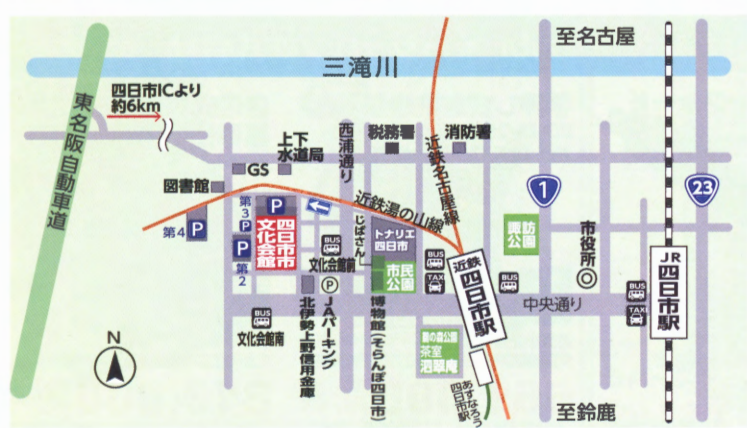 至名古屋
三滝川
四日市ICより
約6km
東名阪自動車道
上下
水道局
西浦通り
税務署
消防署
近鉄名古屋線
1
23
GS
図書館
近鉄湯の山線
P
第4
第3
P
P
第2
P
四日市市
文化会館
じばさん
トナリエ
四日市
諏訪
公園
市役所
JR
四日市駅
BUS
文化会館前
市民
公園
BUS
TAXI
近鉄
四日市駅
BUS
BUS
TAXI
中央通り
P
JAパーキング
北伊勢上野信用金庫
BUS
文化会館南
博物館(そらんぽ四日市)
鵜の森公園
茶室
泗翠庵
あすなろう
四日市駅
N
至鈴鹿